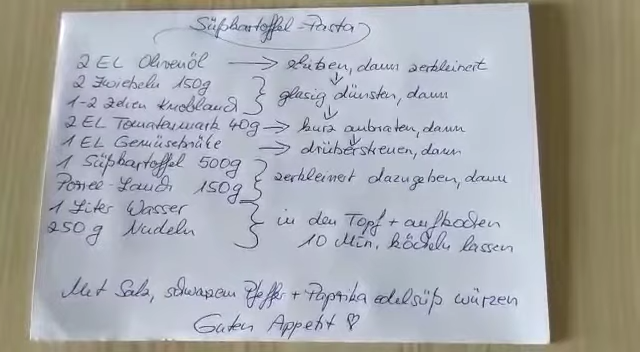 Süßkartoffel-Pasta
2 EL Olivenöl → erhitzen, dann zerkleinert
2 Zwiebeln 150g
1-2 Zehen Knoblauch
glasig dünsten, dann
2 EL Tomatenmark 40g → kurz anbraten, dann
1 EL Gemüsebrühe → drüberstreuen, dann
1 Süßkartoffel 500g
Porree-Lauch 150g
zerkleinert dazugeben, dann
1 Liter Wasser
250 g Nudeln
in den Topf + aufkochen
10 Min. köcheln lassen
Mit Salz, schwarzem Pfeffer + Paprika edelsüß würzen
Guten Appetit ♡